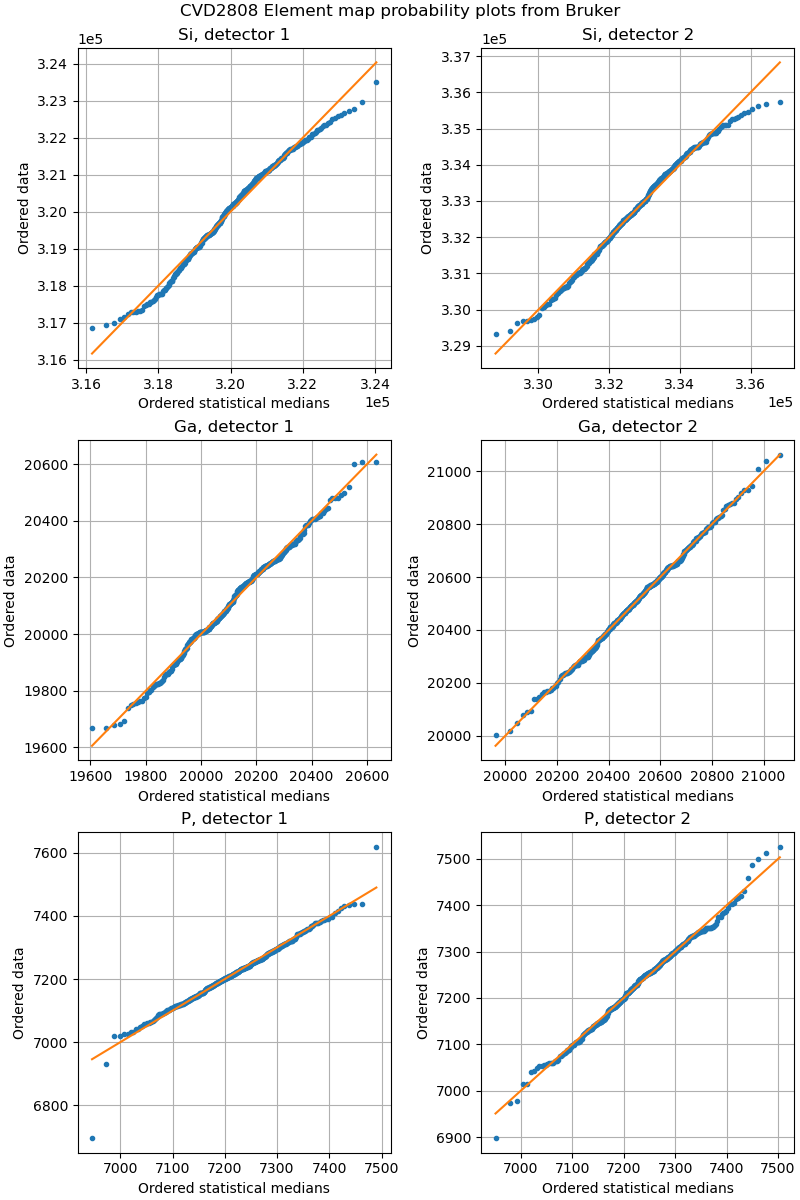 CVD2808 Element map probability plots from Bruker
Si, detector 1
1e5
3.24
3.23
3.22
3.21
3.20
3.19
3.18
3.17
3.16
Ordered data
3.16 3.18 3.20 3.22 3.24
1e5
Ordered statistical medians
Si, detector 2
1e5
3.37
3.36
3.35
3.34
3.33
3.32
3.31
3.30
3.29
Ordered data
3.30 3.32 3.34 3.36
1e5
Ordered statistical medians
Ga, detector 1
20600
20400
20200
20000
19800
19600
Ordered data
19600 19800 20000 20200 20400 20600
Ordered statistical medians
Ga, detector 2
21000
20800
20600
20400
20200
20000
Ordered data
20000 20200 20400 20600 20800 21000
Ordered statistical medians
P, detector 1
7600
7400
7200
7000
6800
Ordered data
7000 7100 7200 7300 7400 7500
Ordered statistical medians
P, detector 2
7500
7400
7300
7200
7100
7000
6900
Ordered data
7000 7100 7200 7300 7400 7500
Ordered statistical medians